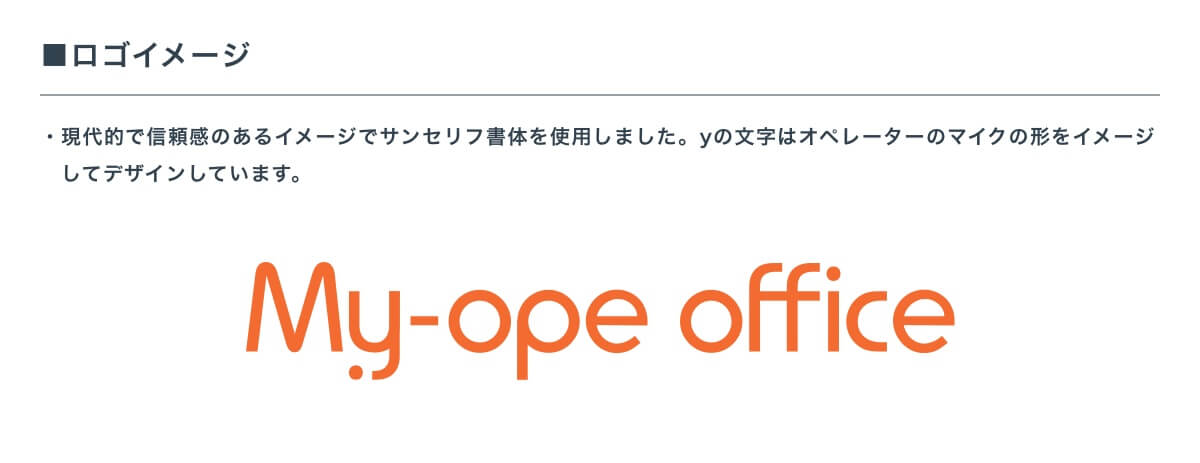 ■ロゴイメージ
・現代的で信頼感のあるイメージでサンセリフ書体を使用しました。yの文字はオペレーターのマイクの形をイメージ
してデザインしています。
My-ope office